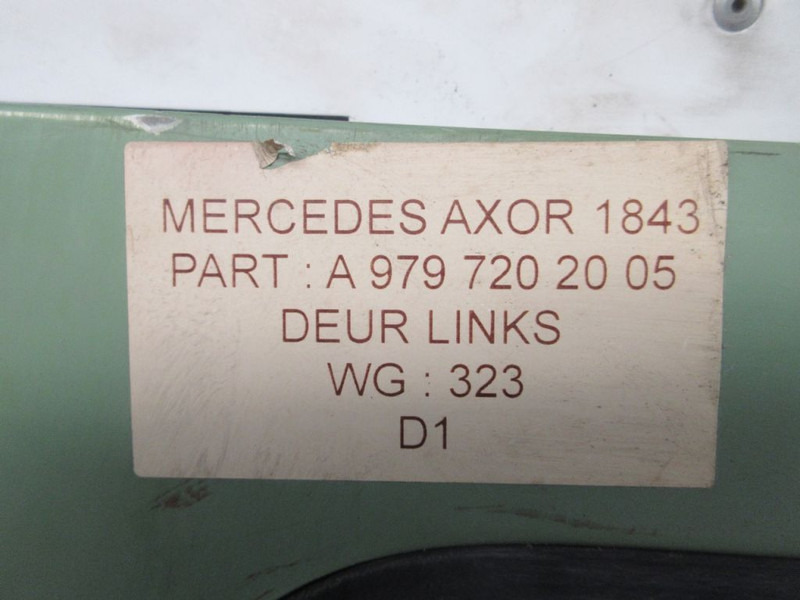 MERCEDES AXOR 1843
PART : A 979 720 20 05
DEUR LINKS
WG : 323
D1